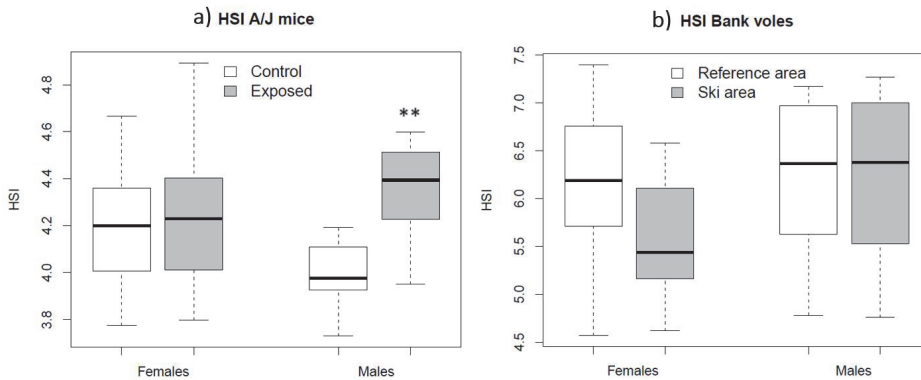 a) HSI A/J mice
HSI
4.8
4.6
4.4
4.2
4.0
3.8
Control
Exposed
**
Females
Males
b) HSI Bank voles
HSI
7.5
7.0
6.5
6.0
5.5
5.0
4.5
Reference area
Ski area
Females
Males